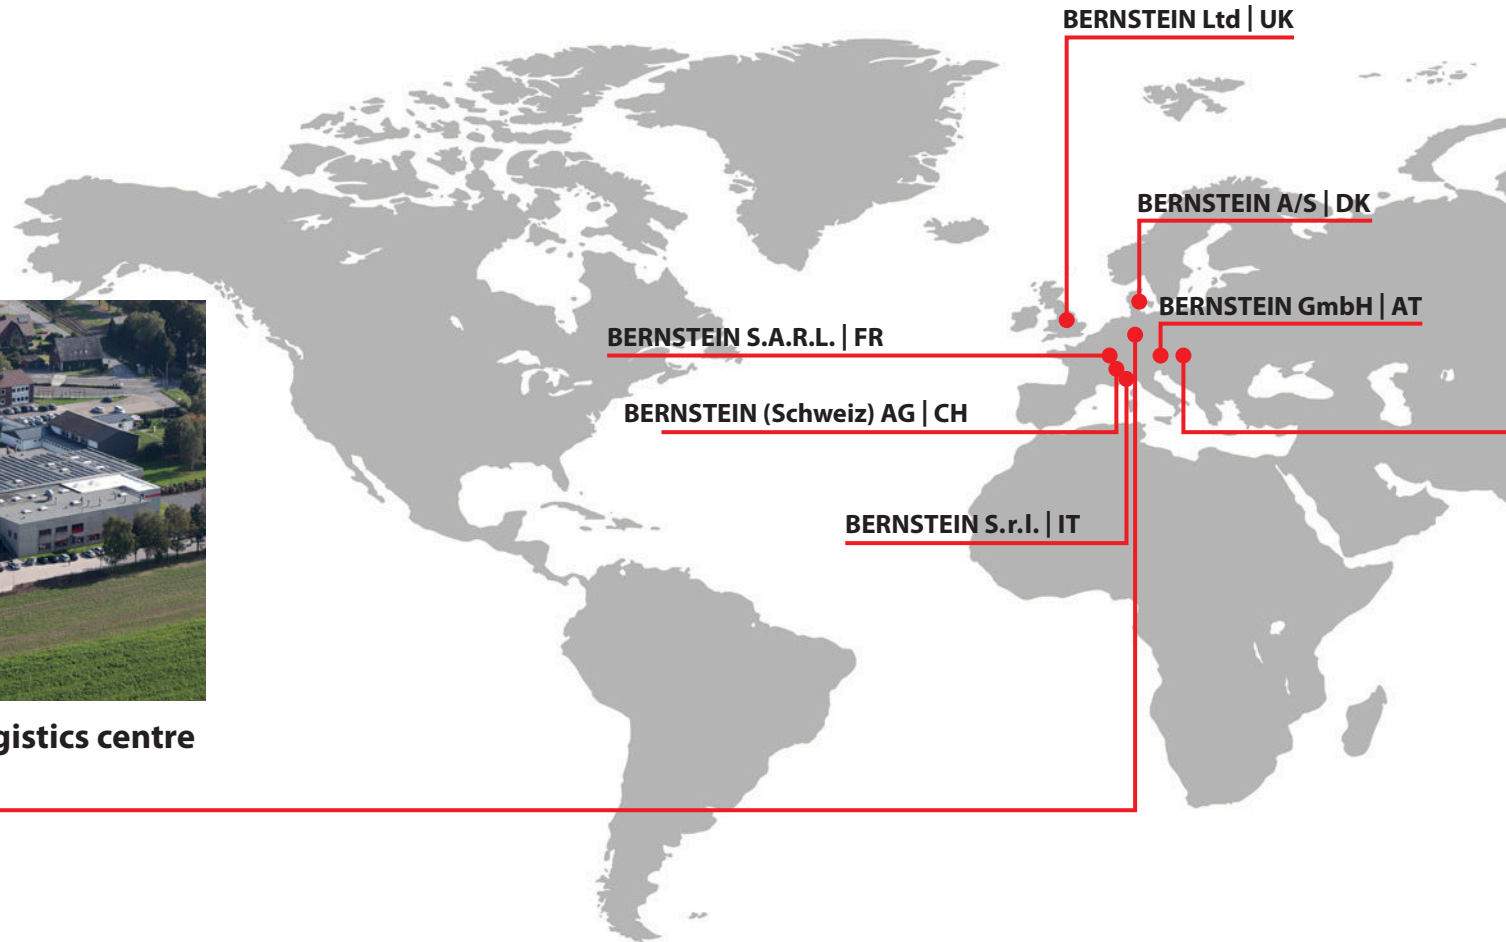 BERNSTEIN Ltd | UK
BERNSTEIN A/S | DK
BERNSTEIN GmbH | AT
BERNSTEIN S.A.R.L. | FR
BERNSTEIN (Schweiz) AG | CH
BERNSTEIN S.r.l. | IT
gistics centre